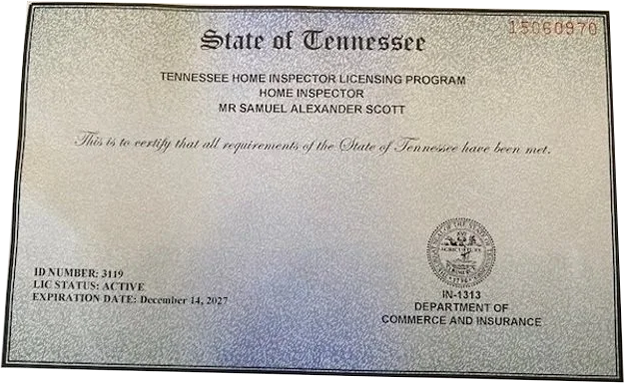 15060970
State of Tennessee
TENNESSEE HOME INSPECTOR LICENSING PROGRAM
HOME INSPECTOR
MR SAMUEL ALEXANDER SCOTT
This is to certify that all requirements of the State of Tennessee have been met.
ID NUMBER: 3119
LIC STATUS: ACTIVE
EXPIRATION DATE: December 14, 2027
AGRICULTURE
1796
IN-1313
DEPARTMENT OF
COMMERCE AND INSURANCE